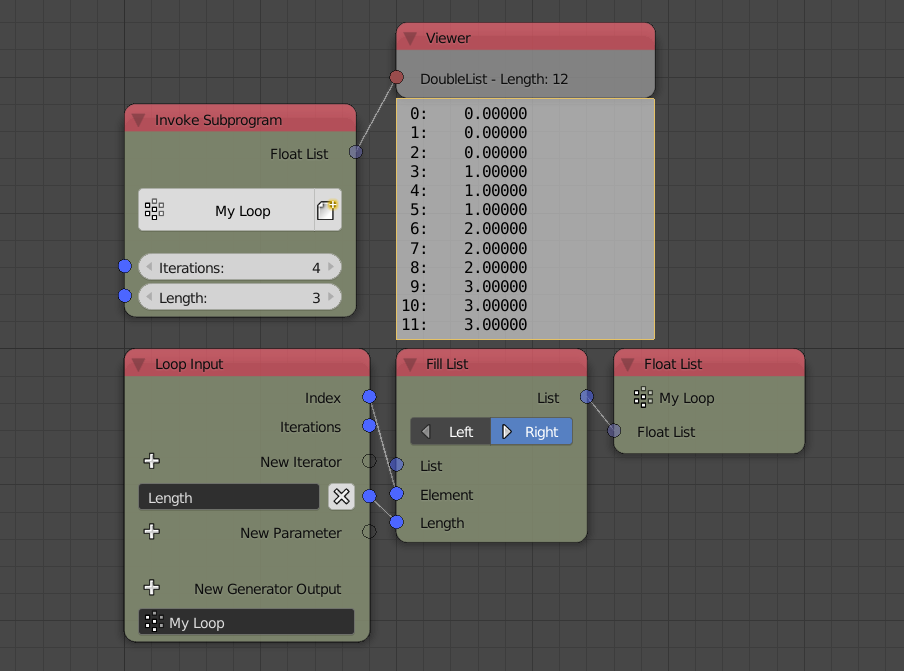 Viewer
DoubleList - Length: 12
0: 0.00000
1: 0.00000
2: 0.00000
3: 1.00000
4: 1.00000
5: 1.00000
6: 2.00000
7: 2.00000
8: 2.00000
9: 3.00000
10: 3.00000
11: 3.00000
Invoke Subprogram
Float List
My Loop
Iterations: 4
Length: 3
Loop Input
Index
Iterations
New Iterator
Length
New Parameter
New Generator Output
My Loop
Fill List
List
Left Right
List
Element
Length
Float List
My Loop
Float List